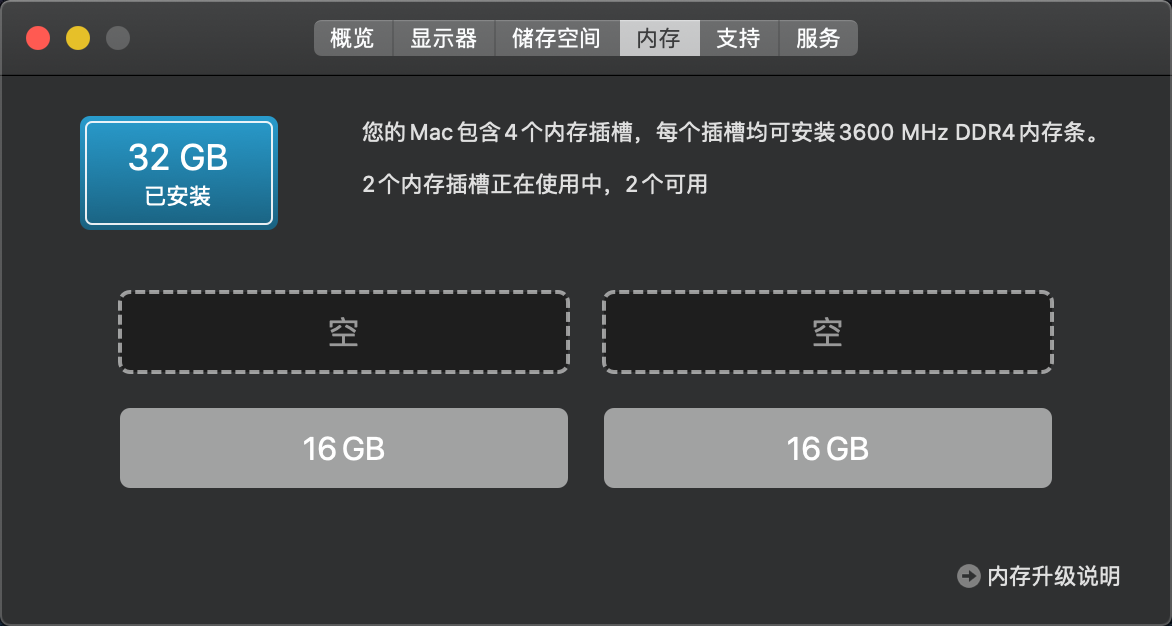 概览 显示器 储存空间 内存 支持 服务
32 GB
已安装
您的 Mac 包含 4 个内存插槽，每个插槽均可安装 3600 MHz DDR4 内存条。
2 个内存插槽正在使用中，2 个可用
空 空
16 GB 16 GB
内存升级说明